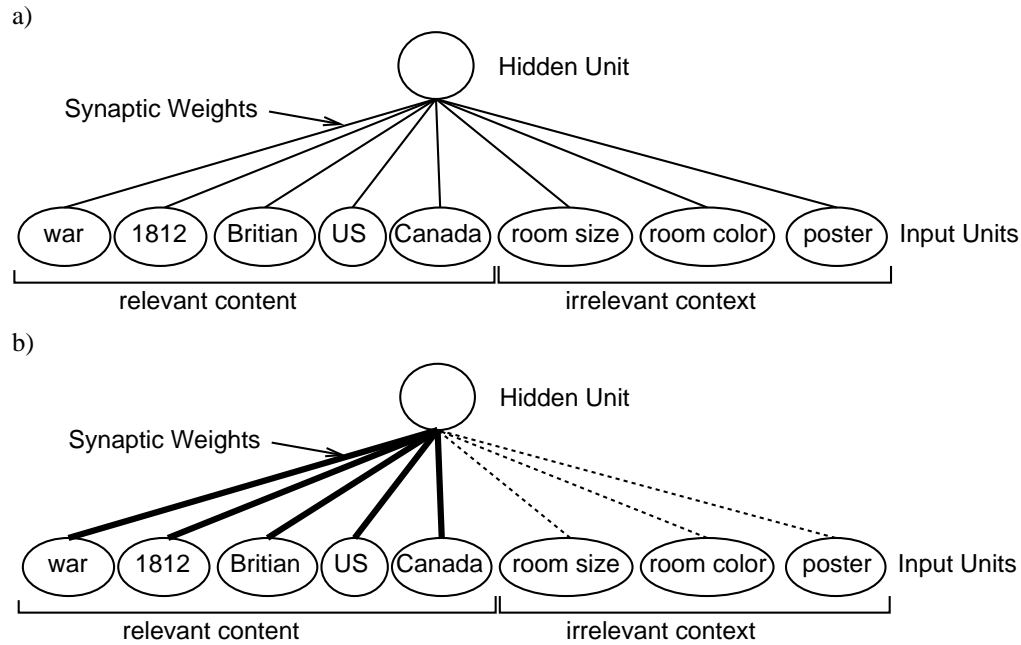 a)
Hidden Unit
Synaptic Weights
war 1812 Britian US Canada room size room color poster Input Units
relevant content irrelevant context
b)
Hidden Unit
Synaptic Weights
war 1812 Britian US Canada room size room color poster Input Units
relevant content irrelevant context